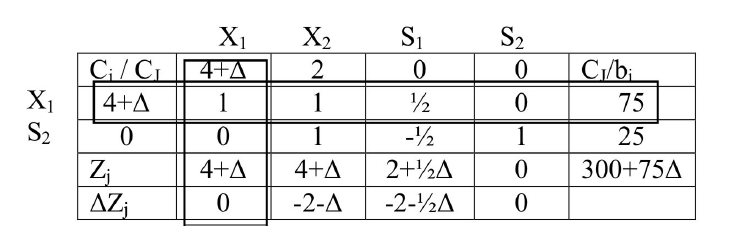 X₁ X₂ S₁ S₂
Cᵢ / Cⱼ 4+Δ 2 0 0 Cⱼ/bᵢ
X₁ 4+Δ 1 1 ½ 0 75
S₂ 0 0 1 -½ 1 25
Zⱼ 4+Δ 4+Δ 2+½Δ 0 300+75Δ
ΔZⱼ 0 -2-Δ -2-½Δ 0